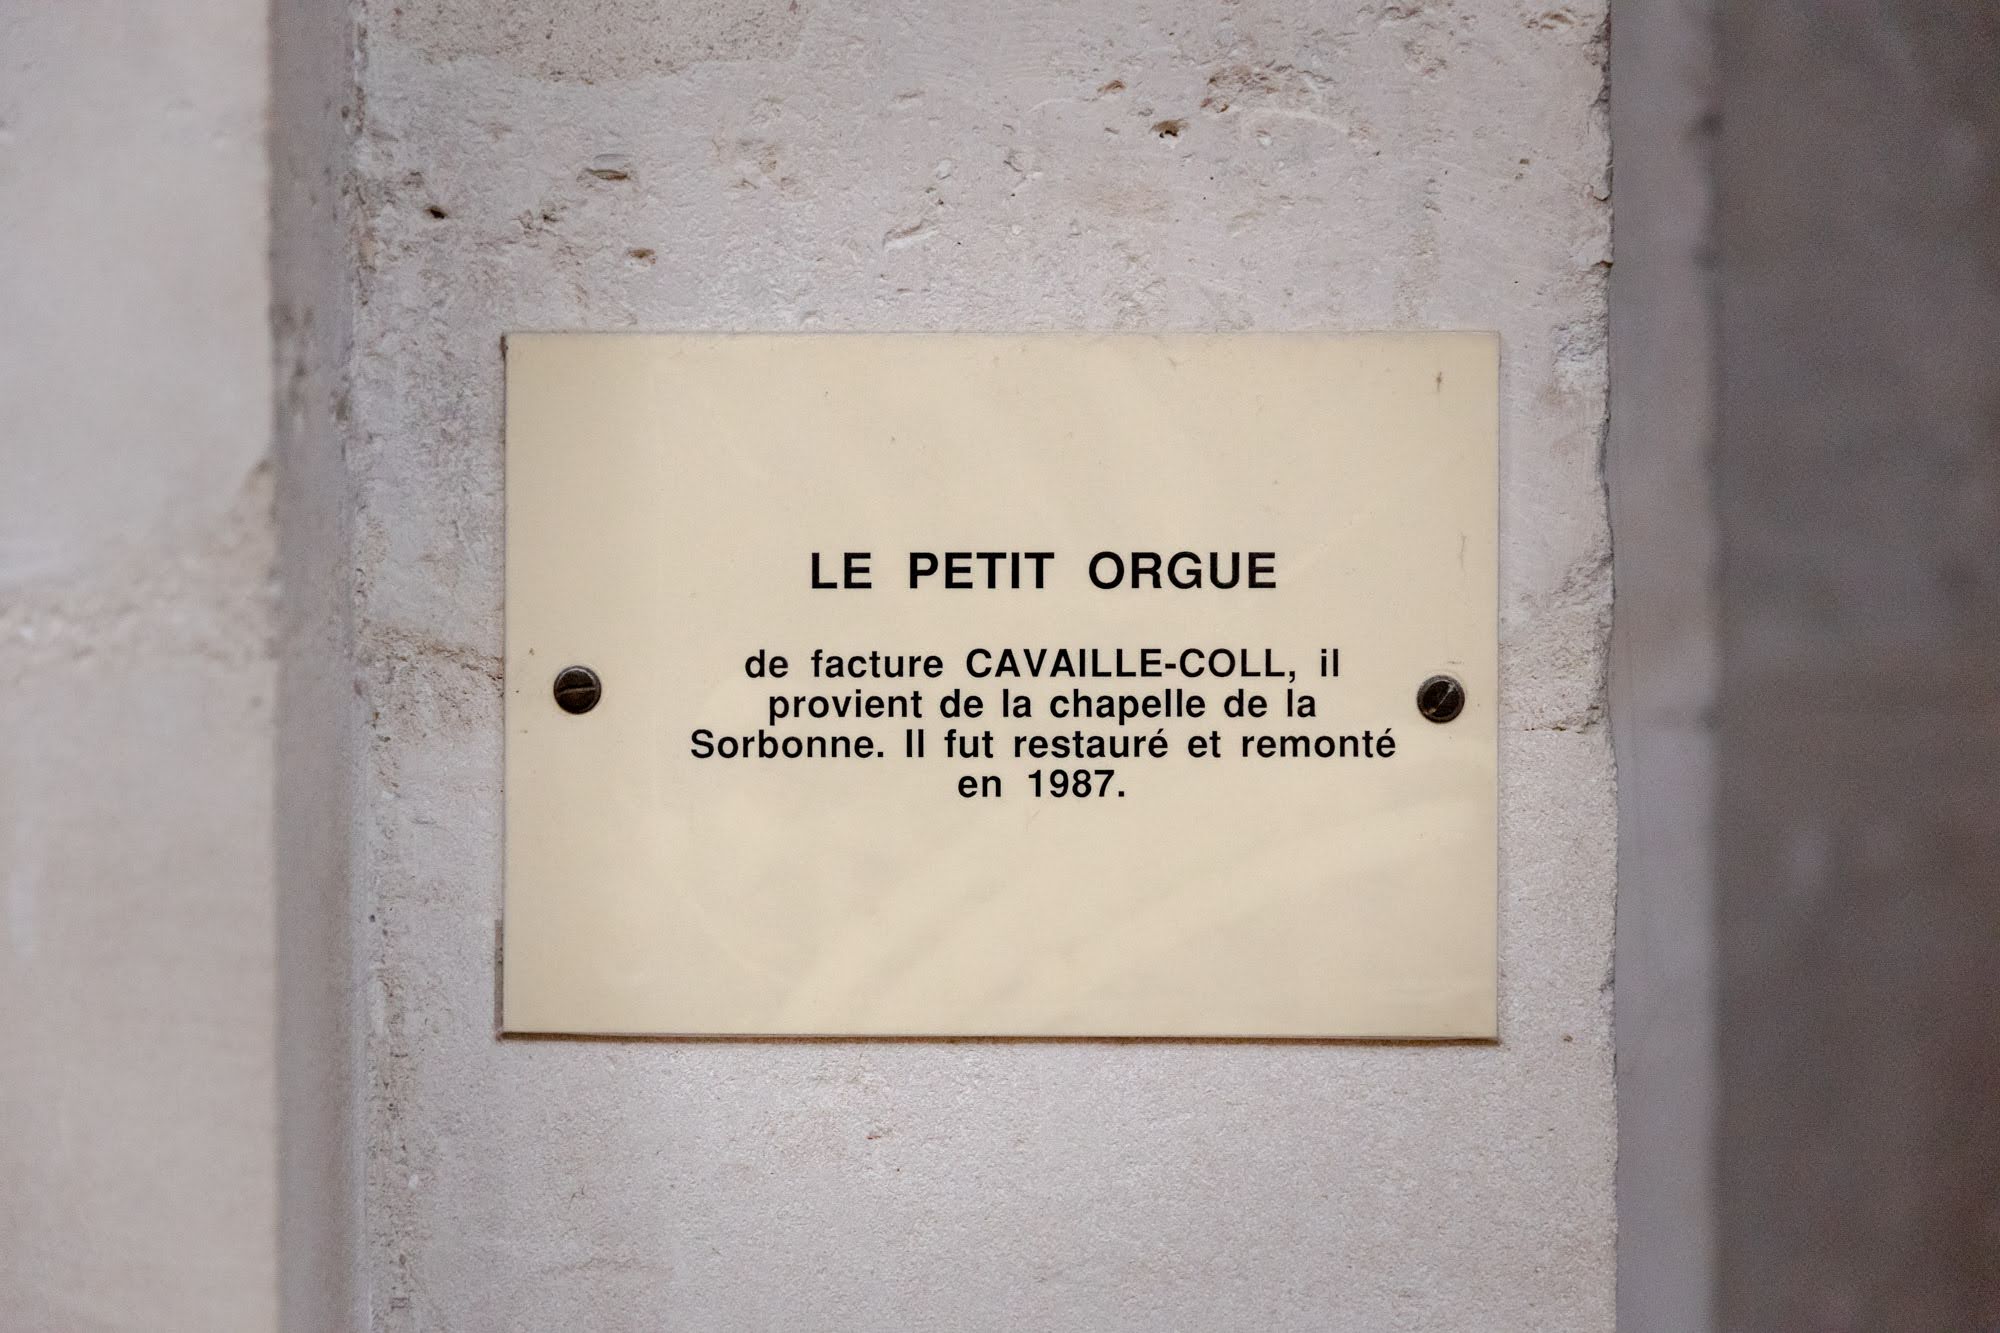 LE PETIT ORGUE
de facture CAVAILLE-COLL, il
provient de la chapelle de la
Sorbonne. Il fut restauré et remonté
en 1987.